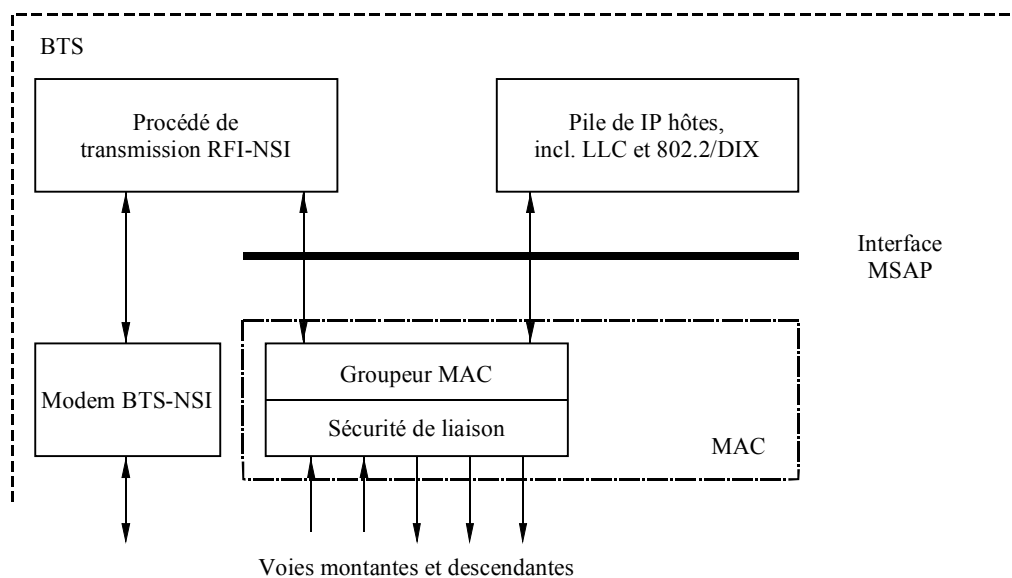 BTS
Procédé de
transmission RFI-NSI
Pile de IP hôtes,
incl. LLC et 802.2/DIX
Interface
MSAP
Modem BTS-NSI
Groupeur MAC
Sécurité de liaison
MAC
Voies montantes et descendantes